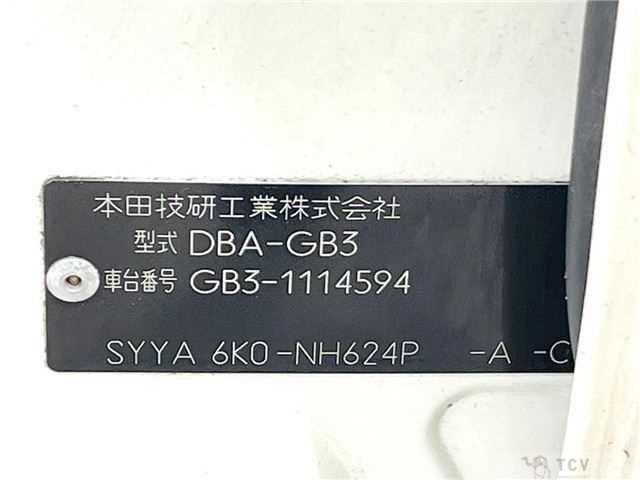 本田技研工業株式会社
型式 DBA-GB3
車台番号 GB3-1114594
SYYA 6K0-NH624P -A -C
TCV